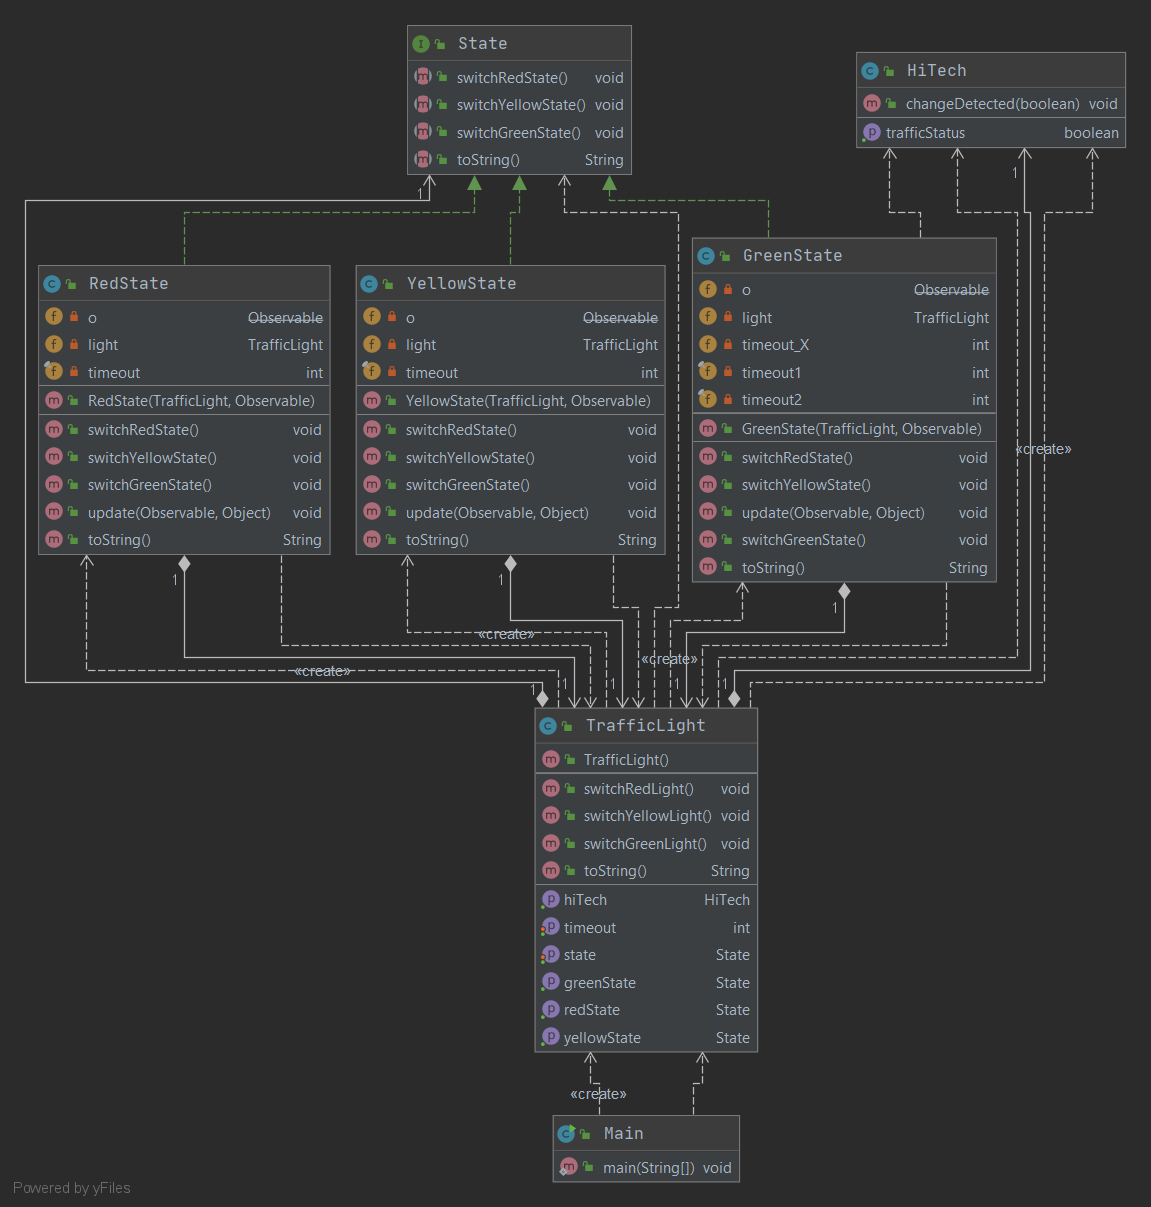 State
switchRedState() void
switchYellowState() void
switchGreenState() void
toString() String
1
HiTech
changeDetected(boolean) void
trafficStatus boolean
1
RedState
o Observable
light TrafficLight
timeout int
RedState(TrafficLight, Observable)
switchRedState() void
switchYellowState() void
switchGreenState() void
update(Observable, Object) void
toString() String
1
YellowState
o Observable
light TrafficLight
timeout int
YellowState(TrafficLight, Observable)
switchRedState() void
switchYellowState() void
switchGreenState() void
update(Observable, Object) void
toString() String
1
GreenState
o Observable
light TrafficLight
timeout_X int
timeout1 int
timeout2 int
GreenState(TrafficLight, Observable)
switchRedState() void
switchYellowState() void
update(Observable, Object) void
switchGreenState() void
toString() String
1
«create»
«create»
«create»
«create»
1
1
1
1
1
TrafficLight
TrafficLight()
switchRedLight() void
switchYellowLight() void
switchGreenLight() void
toString() String
hiTech HiTech
timeout int
state State
greenState State
redState State
yellowState State
«create»
Main
main(String[]) void
Powered by yFiles